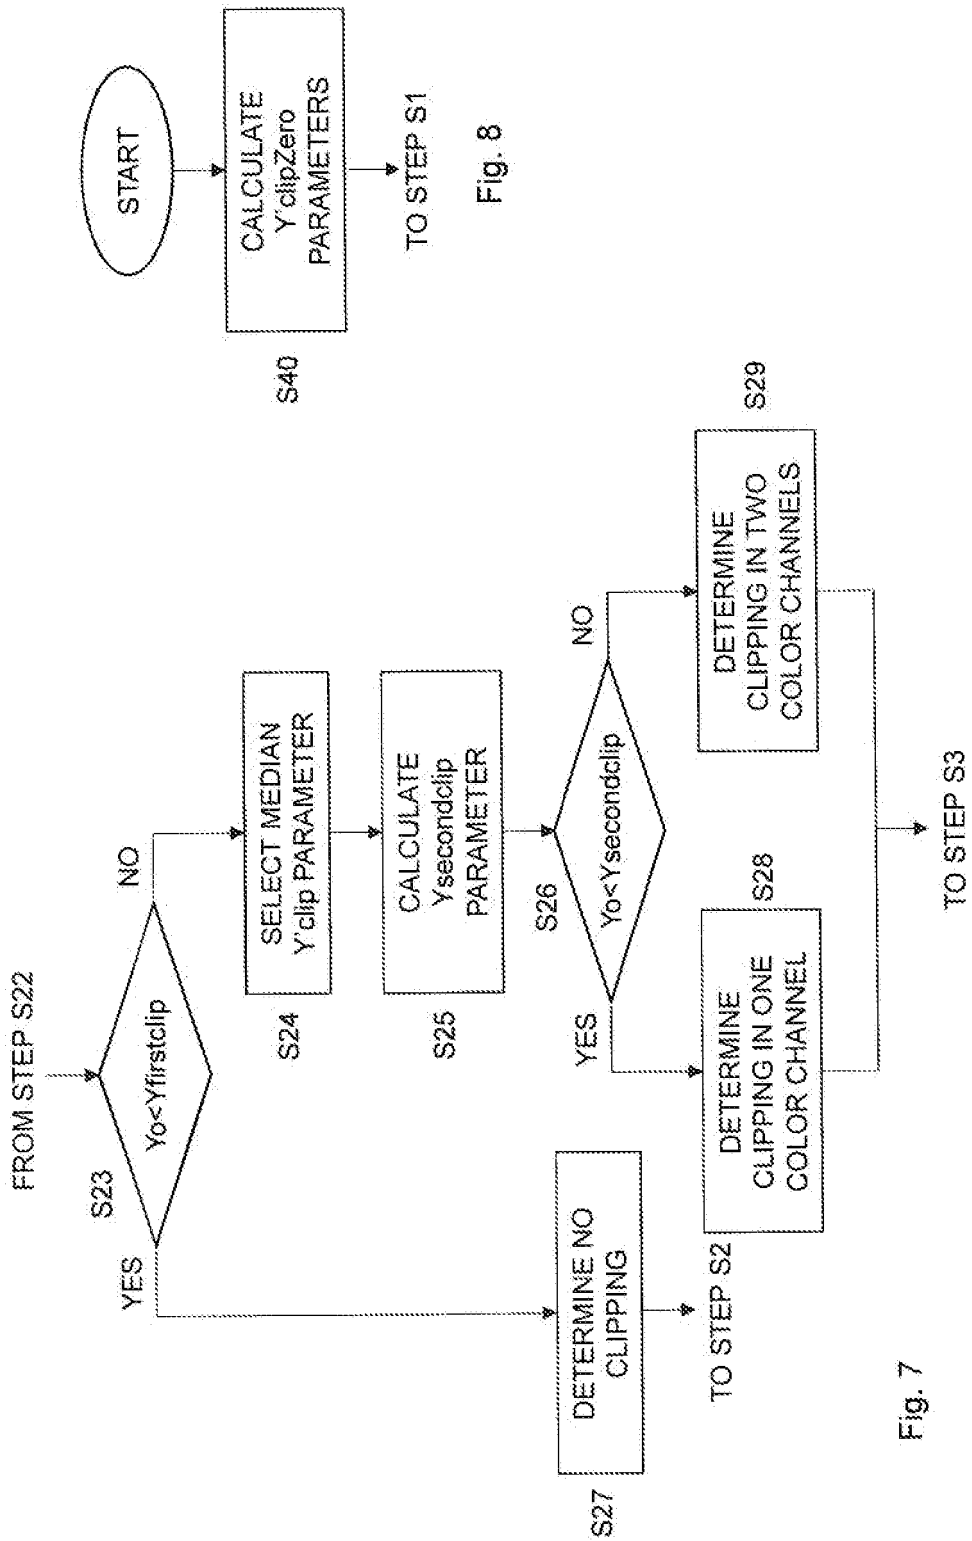 FROM STEP S22
S23
Yo<Yfirstclip
YES
NO
S24
SELECT MEDIAN
Y'clip PARAMETER
S25
CALCULATE
Ysecondclip
PARAMETER
S26
Yo<Ysecondclip
YES
NO
S27
DETERMINE NO
CLIPPING
TO STEP S2
DETERMINE
CLIPPING IN ONE
COLOR CHANNEL
S28
DETERMINE
CLIPPING IN TWO
COLOR CHANNELS
S29
TO STEP S3
Fig. 7
START
S40
CALCULATE
Y'clipZero
PARAMETERS
TO STEP S1
Fig. 8